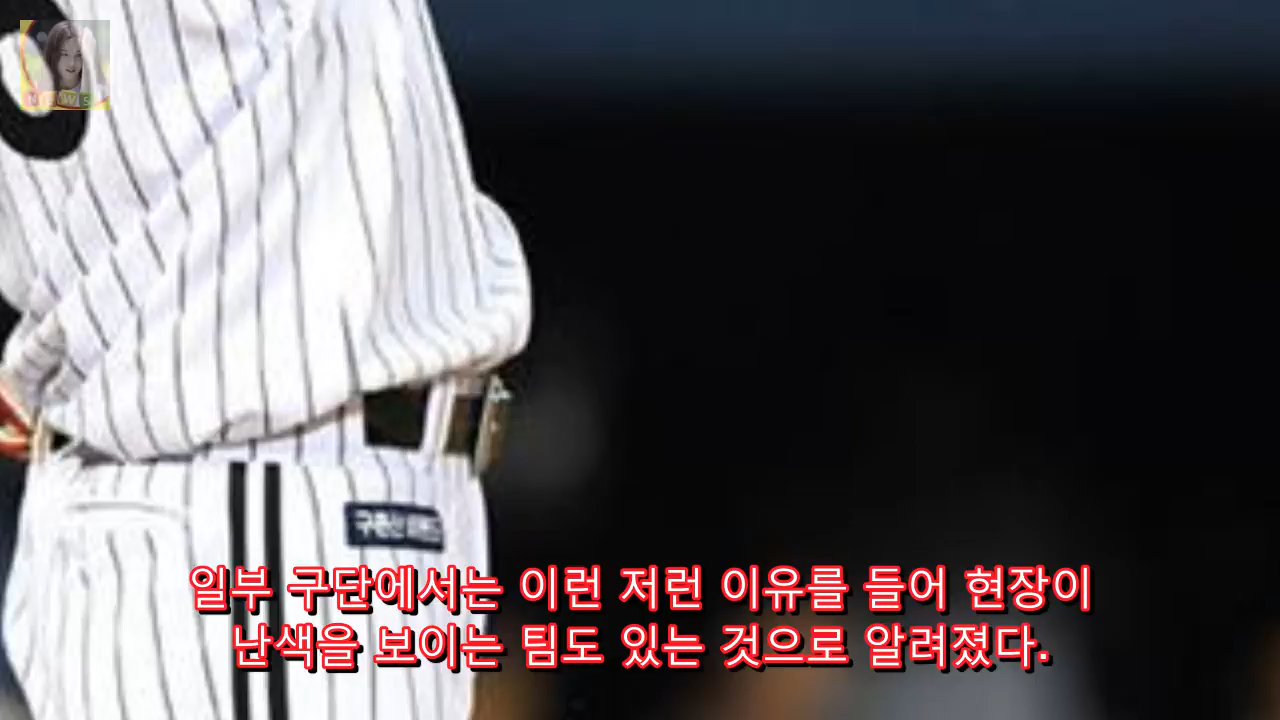 일부 구단에서는 이런 저런 이유를 들어 현장이
난색을 보이는 팀도 있는 것으로 알려졌다.